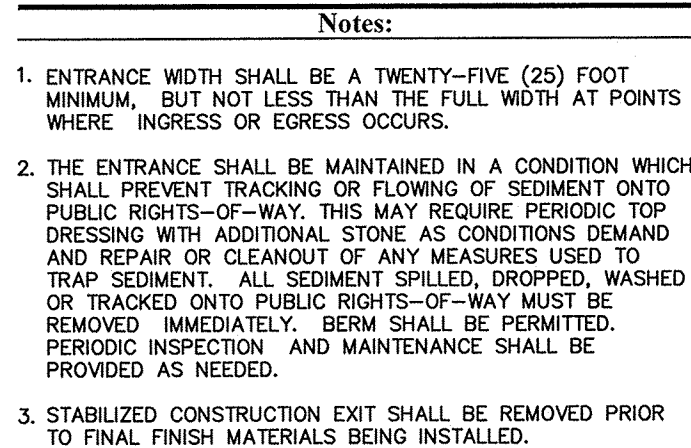 Notes:
1. ENTRANCE WIDTH SHALL BE A TWENTY-FIVE (25) FOOT
MINIMUM, BUT NOT LESS THAN THE FULL WIDTH AT POINTS
WHERE INGRESS OR EGRESS OCCURS.
2. THE ENTRANCE SHALL BE MAINTAINED IN A CONDITION WHICH
SHALL PREVENT TRACKING OR FLOWING OF SEDIMENT ONTO
PUBLIC RIGHTS-OF-WAY. THIS MAY REQUIRE PERIODIC TOP
DRESSING WITH ADDITIONAL STONE AS CONDITIONS DEMAND
AND REPAIR OR CLEANOUT OF ANY MEASURES USED TO
TRAP SEDIMENT. ALL SEDIMENT SPILLED, DROPPED, WASHED
OR TRACKED ONTO PUBLIC RIGHTS-OF-WAY MUST BE
REMOVED IMMEDIATELY. BERM SHALL BE PERMITTED.
PERIODIC INSPECTION AND MAINTENANCE SHALL BE
PROVIDED AS NEEDED.
3. STABILIZED CONSTRUCTION EXIT SHALL BE REMOVED PRIOR
TO FINAL FINISH MATERIALS BEING INSTALLED.